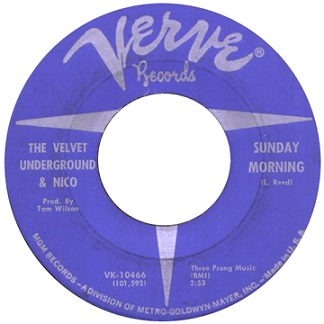 Verve
Records
THE VELVET
UNDERGROUND
& NICO
Prod. By
Tom Wilson
SUNDAY
MORNING
(L. Reed)
VK-10466
(101,592)
Three Prong Music
(BMI)
2:53
MGM RECORDS - A DIVISION OF METRO-GOLDWYN-MAYER, INC. - Made in U.S.A.